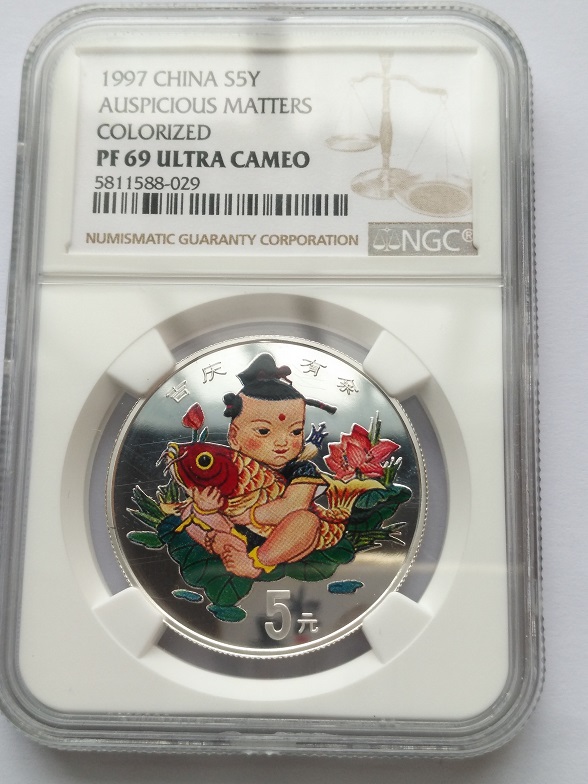 1997 CHINA S5Y
AUSPICIOUS MATTERS
COLORIZED
PF 69 ULTRA CAMEO
5811588-029
NUMISMATIC GUARANTY CORPORATION
NGC®
吉庆有余
5元